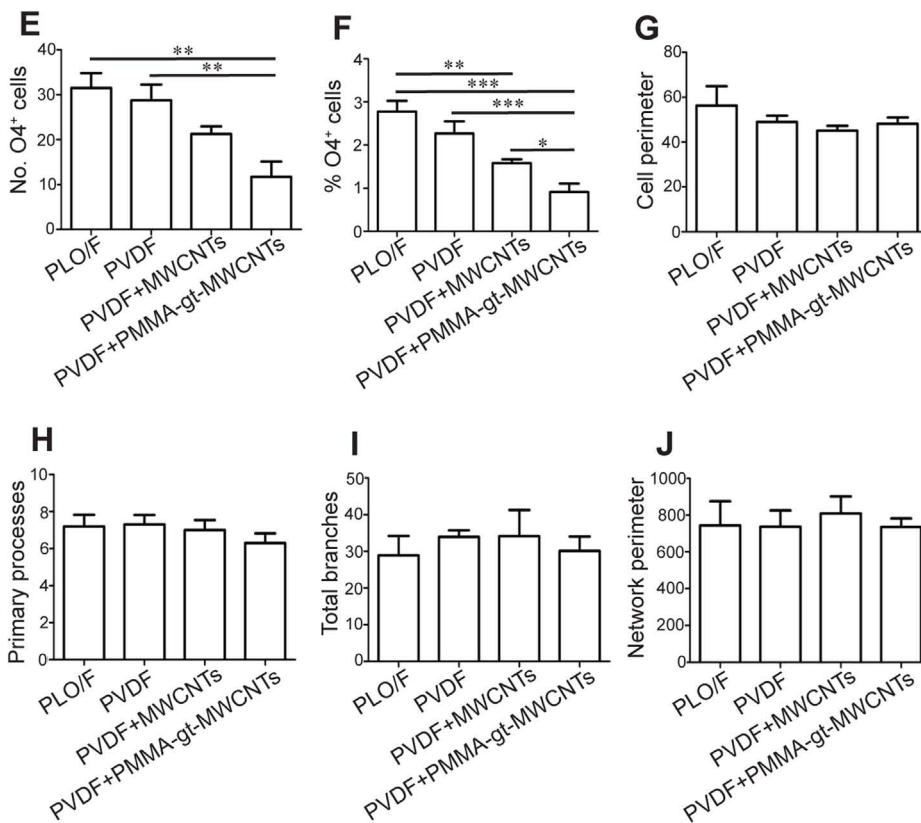 E
No. O4+ cells
40
30
20
10
0
**
**
PLO/F
PVDF
PVDF+MWCNTs
PVDF+PMMA-gt-MWCNTs
F
% O4+ cells
4
3
2
1
0
**
***
***
*
PLO/F
PVDF
PVDF+MWCNTs
PVDF+PMMA-gt-MWCNTs
G
Cell perimeter
80
60
40
20
0
PLO/F
PVDF
PVDF+MWCNTs
PVDF+PMMA-gt-MWCNTs
H
Primary processes
10
8
6
4
2
0
PLO/F
PVDF
PVDF+MWCNTs
PVDF+PMMA-gt-MWCNTs
I
Total branches
50
40
30
20
10
0
PLO/F
PVDF
PVDF+MWCNTs
PVDF+PMMA-gt-MWCNTs
J
Network perimeter
1000
800
600
400
200
0
PLO/F
PVDF
PVDF+MWCNTs
PVDF+PMMA-gt-MWCNTs